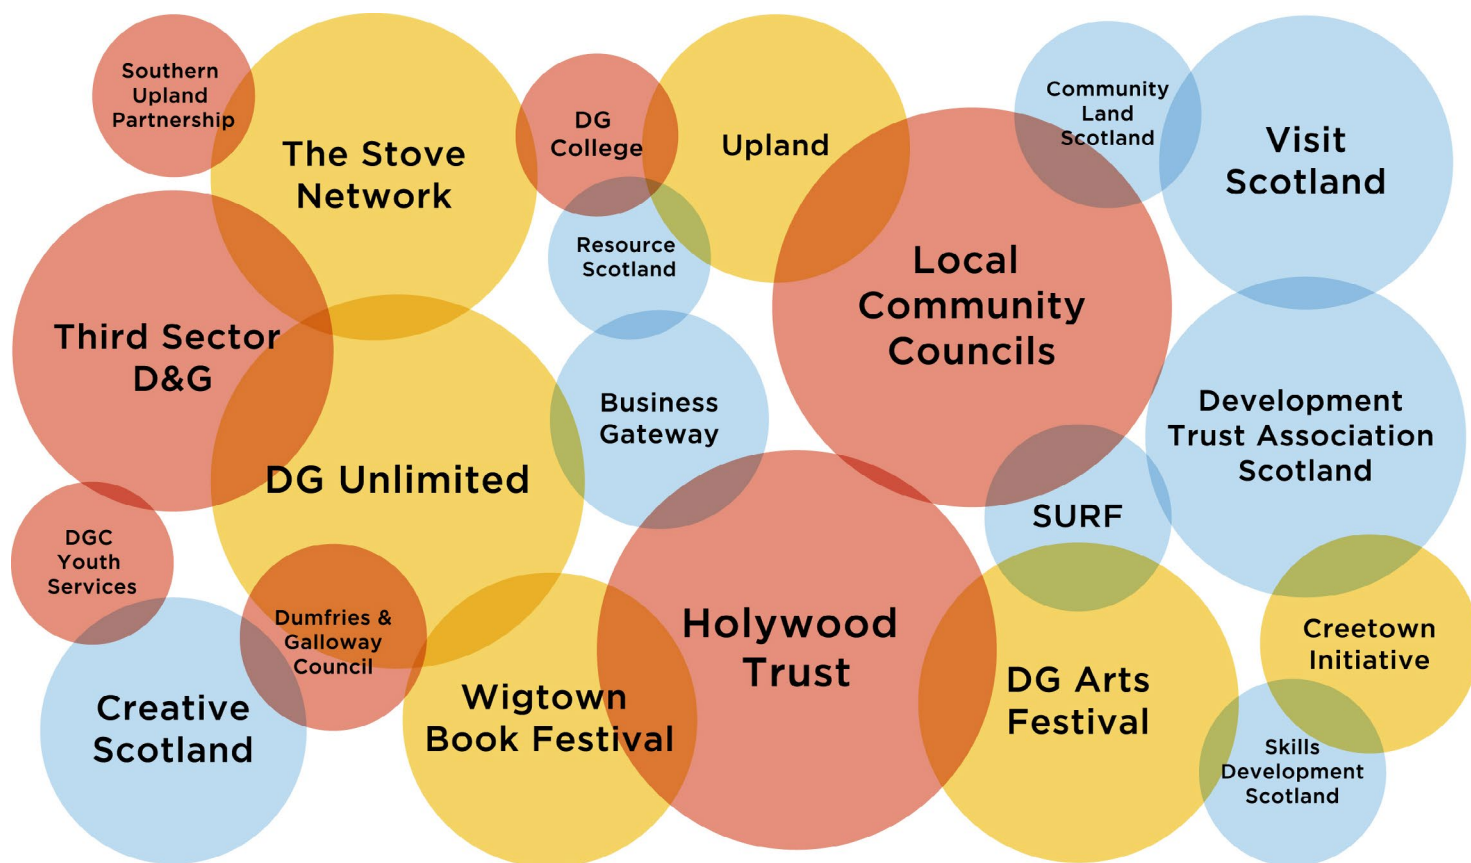 Southern
Upland
Partnership
The Stove
Network
DG
College
Upland
Community
Land
Scotland
Visit
Scotland
Resource
Scotland
Local
Community
Councils
Third Sector
D&G
Business
Gateway
Development
Trust Association
Scotland
DG Unlimited
SURF
DGC
Youth
Services
Dumfries &
Galloway
Council
Holywood
Trust
Creetown
Initiative
Creative
Scotland
Wigtown
Book Festival
DG Arts
Festival
Skills
Development
Scotland